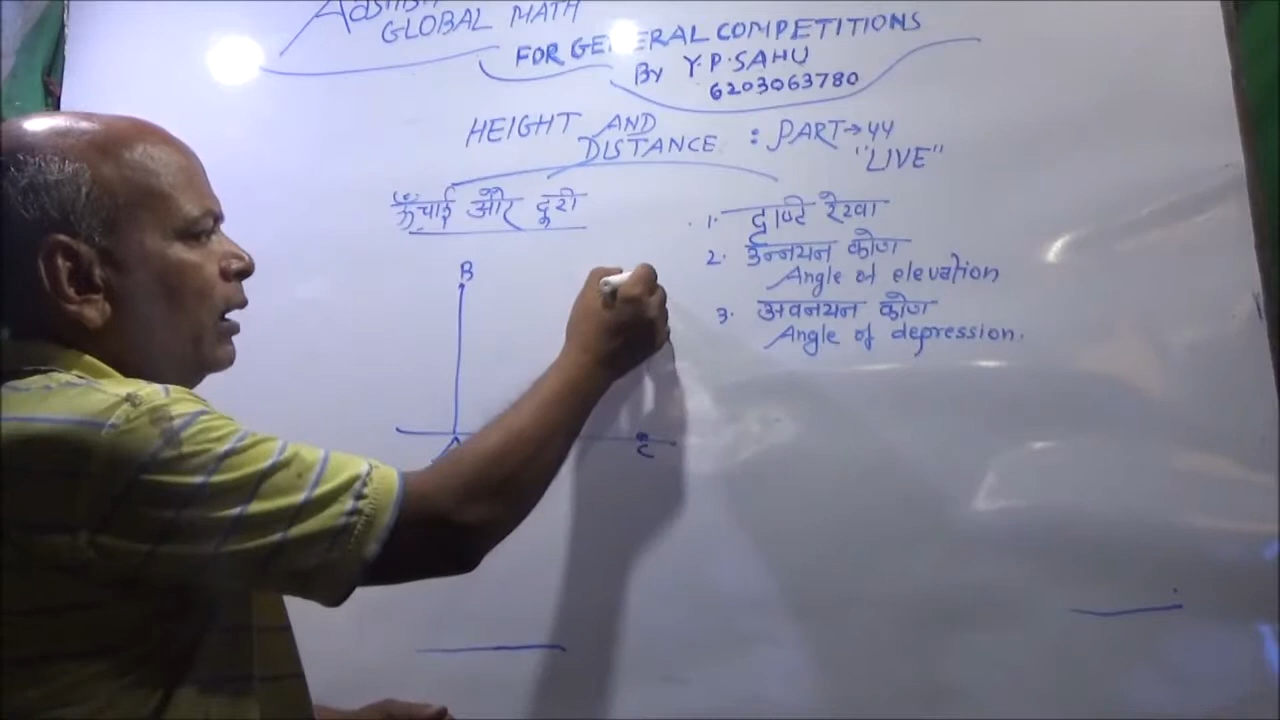 GLOBAL MATH
FOR GENERAL COMPETITIONS
By Y.P.SAHU
6203063780
HEIGHT AND
DISTANCE : PART→44
"LIVE"
ऊँचाई और दूरी
1. दृष्टि रेखा
2. उन्नयन कोण
Angle of elevation
3. अवनयन कोण
Angle of depression.
B
A
C